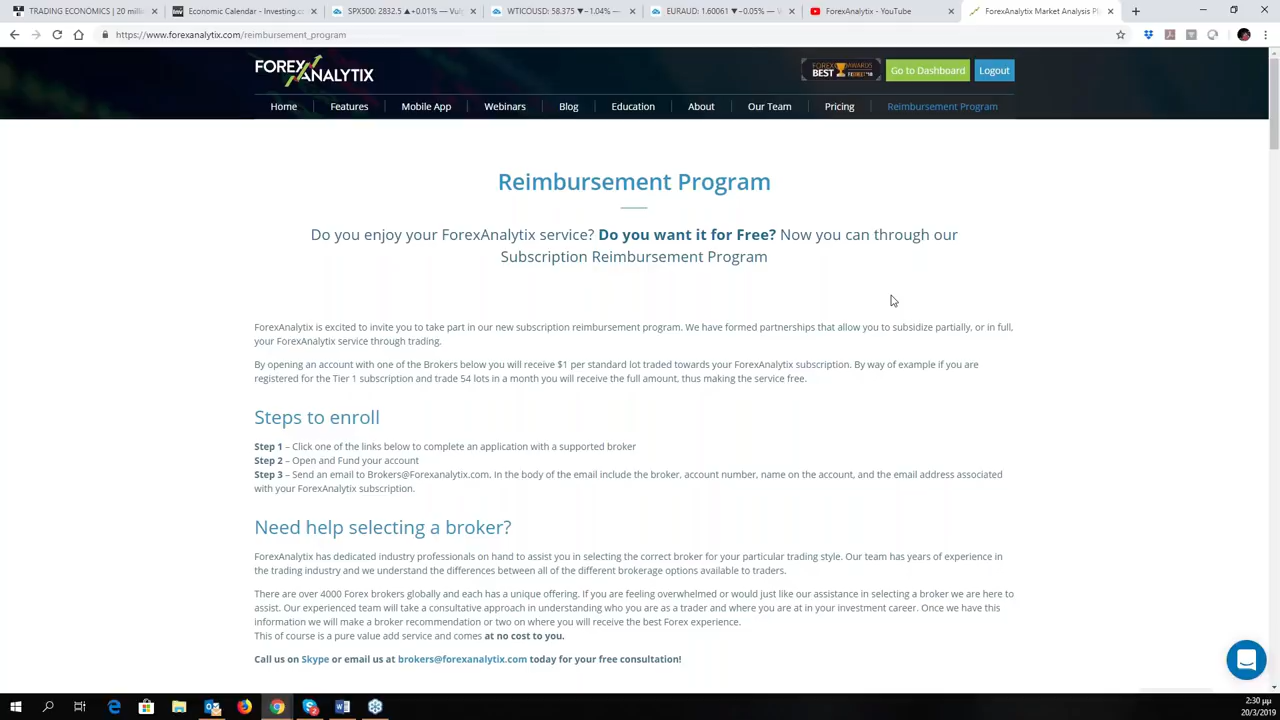 TRADING ECONOMICS | 20 milli
Economic Calendar - Investing.co
SPX500: 2832.5 ▲+0.01% — Vul
WTICOUSD: 58.375 ▼−1.04% —
EURAUD: 1.60061 ▼−0.05% — V
ForexAnalytix - YouTube
ForexAnalytix Market Analysis Pl
https://www.forexanalytix.com/reimbursement_program
FOREX ANALYTIX
BEST
Go to Dashboard
Logout
Home
Features
Mobile App
Webinars
Blog
Education
About
Our Team
Pricing
Reimbursement Program
Reimbursement Program
Do you enjoy your ForexAnalytix service? Do you want it for Free? Now you can through our
Subscription Reimbursement Program
ForexAnalytix is excited to invite you to take part in our new subscription reimbursement program. We have formed partnerships that allow you to subsidize partially, or in full,
your ForexAnalytix service through trading.
By opening an account with one of the Brokers below you will receive $1 per standard lot traded towards your ForexAnalytix subscription. By way of example if you are
registered for the Tier 1 subscription and trade 54 lots in a month you will receive the full amount, thus making the service free.
Steps to enroll
Step 1 – Click one of the links below to complete an application with a supported broker
Step 2 – Open and Fund your account
Step 3 – Send an email to Brokers@Forexanalytix.com. In the body of the email include the broker, account number, name on the account, and the email address associated
with your ForexAnalytix subscription.
Need help selecting a broker?
ForexAnalytix has dedicated industry professionals on hand to assist you in selecting the correct broker for your particular trading style. Our team has years of experience in
the trading industry and we understand the differences between all of the different brokerage options available to traders.
There are over 4000 Forex brokers globally and each has a unique offering. If you are feeling overwhelmed or would just like our assistance in selecting a broker we are here to
assist. Our experienced team will take a consultative approach in understanding who you are as a trader and where you are at in your investment career. Once we have this
information we will make a broker recommendation or two on where you will receive the best Forex experience.
This of course is a pure value add service and comes at no cost to you.
Call us on Skype or email us at brokers@forexanalytix.com today for your free consultation!
2:30 μμ
20/3/2019